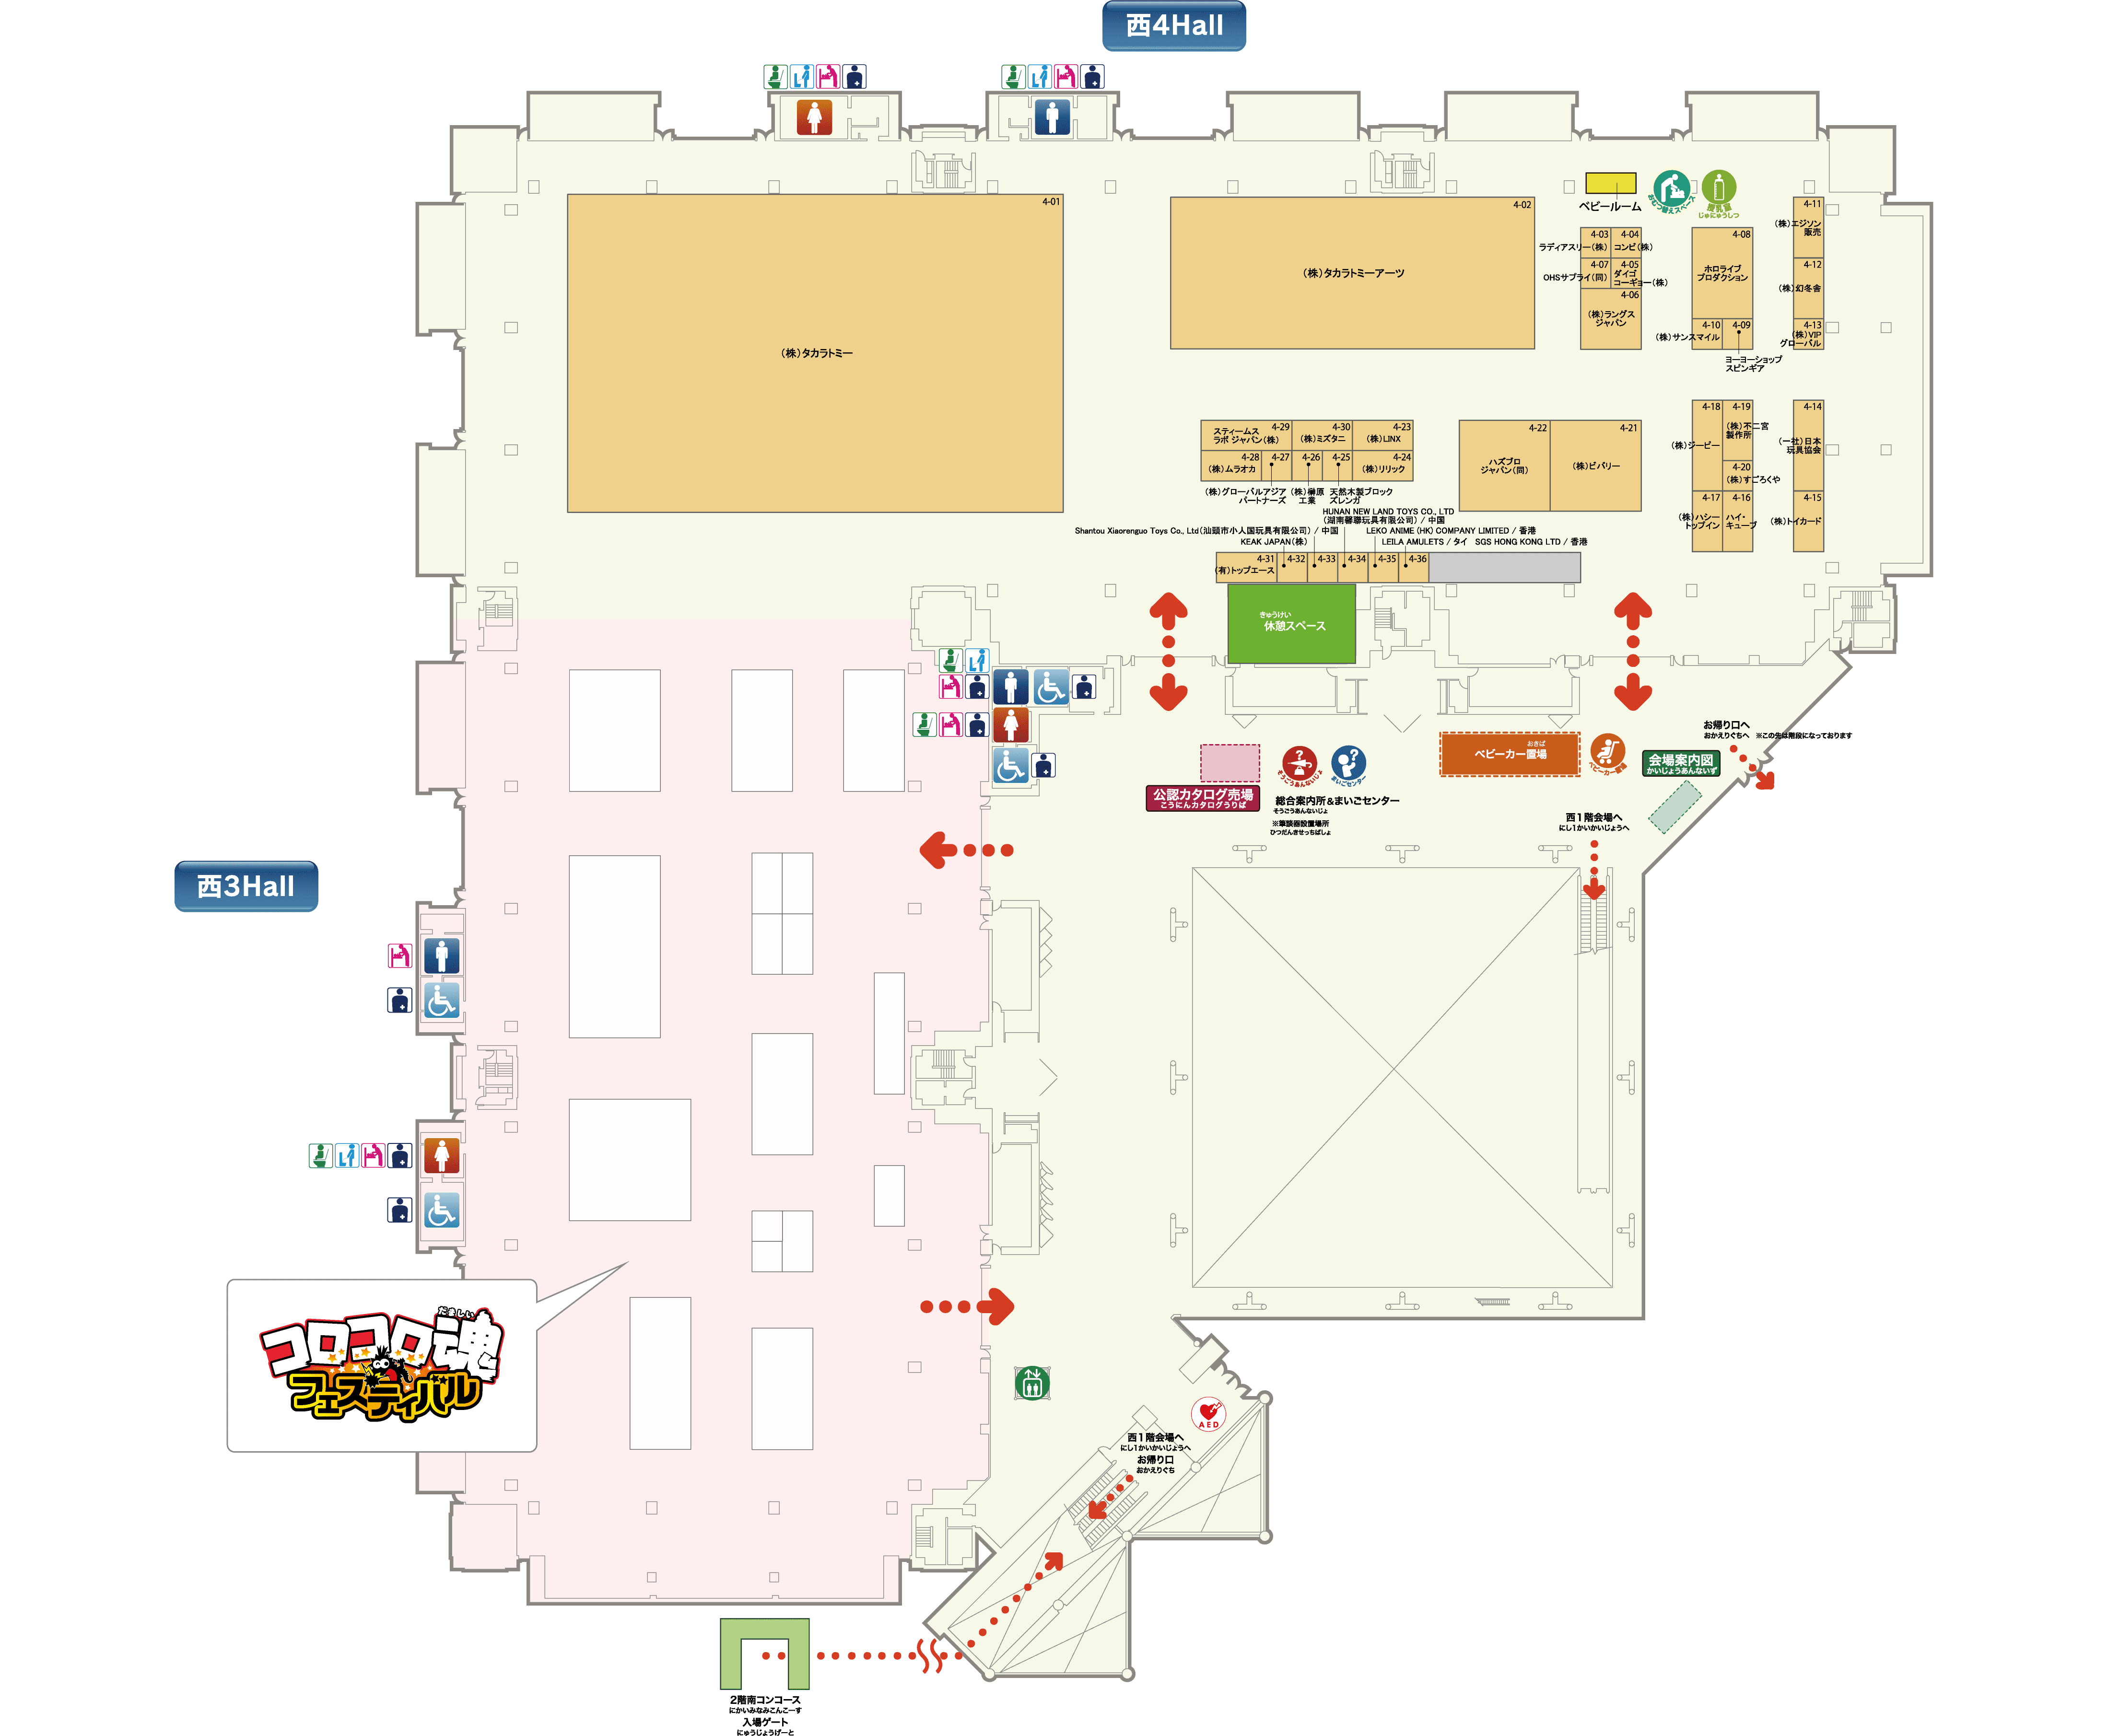 西4Hall
4-01
(株)タカラトミー
4-02
(株)タカラトミーアーツ
ベビールーム
おむつ替えスペース
授乳室
じゅにゅうしつ
4-03
ラディアスリー(株)
4-04
コンビ(株)
4-07
OHSサプライ(同)
4-05
ダイゴ
コーギョー(株)
4-06
(株)ラングス
ジャパン
4-08
ホロライブ
プロダクション
4-10
(株)サンスマイル
4-09
ヨーヨーショップ
スピンギア
4-11
(株)エジソン
販売
4-12
(株)幻冬舎
4-13
(株)VIP
グローバル
4-29
スティームス
ラボ ジャパン(株)
4-30
(株)ミズタニ
4-23
(株)LINX
4-28
(株)ムラオカ
4-27
4-26
4-25
4-24
(株)リリック
(株)グローバルアジア
パートナーズ
(株)榊原
工業
天然木製ブロック
ズレンガ
4-22
ハズブロ
ジャパン(同)
4-21
(株)ビバリー
4-18
(株)ジーピー
4-19
(株)不二宮
製作所
4-20
(株)すごろくや
4-17
(株)ハシー
トップイン
4-16
ハイ・
キューブ
4-14
(一社)日本
玩具協会
4-15
(株)トイカード
HUNAN NEW LAND TOYS CO., LTD
(湖南馨聯玩具有限公司) / 中国
Shantou Xiaorenguo Toys Co., Ltd(汕頭市小人国玩具有限公司) / 中国
LEKO ANIME (HK) COMPANY LIMITED / 香港
KEAK JAPAN(株)
LEILA AMULETS / タイ
SGS HONG KONG LTD / 香港
4-31
(有)トップエース
4-32
4-33
4-34
4-35
4-36
きゅうけい
休憩スペース
公認カタログ売場
こうにんカタログうりば
そうごうあんないじょ
まいごセンター
総合案内所&まいごセンター
そうごうあんないじょ
※筆談器設置場所
ひつだんきせっちばしょ
おきば
ベビーカー置場
ベビーカー置場
会場案内図
かいじょうあんないず
お帰り口へ
おかえりぐちへ ※この先は階段になっております
西1階会場へ
にし1かいかいじょうへ
西3Hall
だましい
コロコロ魂
フェスティバル
AED
西1階会場へ
にし1かいかいじょうへ
お帰り口
おかえりぐち
2階南コンコース
にかいみなみこんこーす
入場ゲート
にゅうじょうげーと